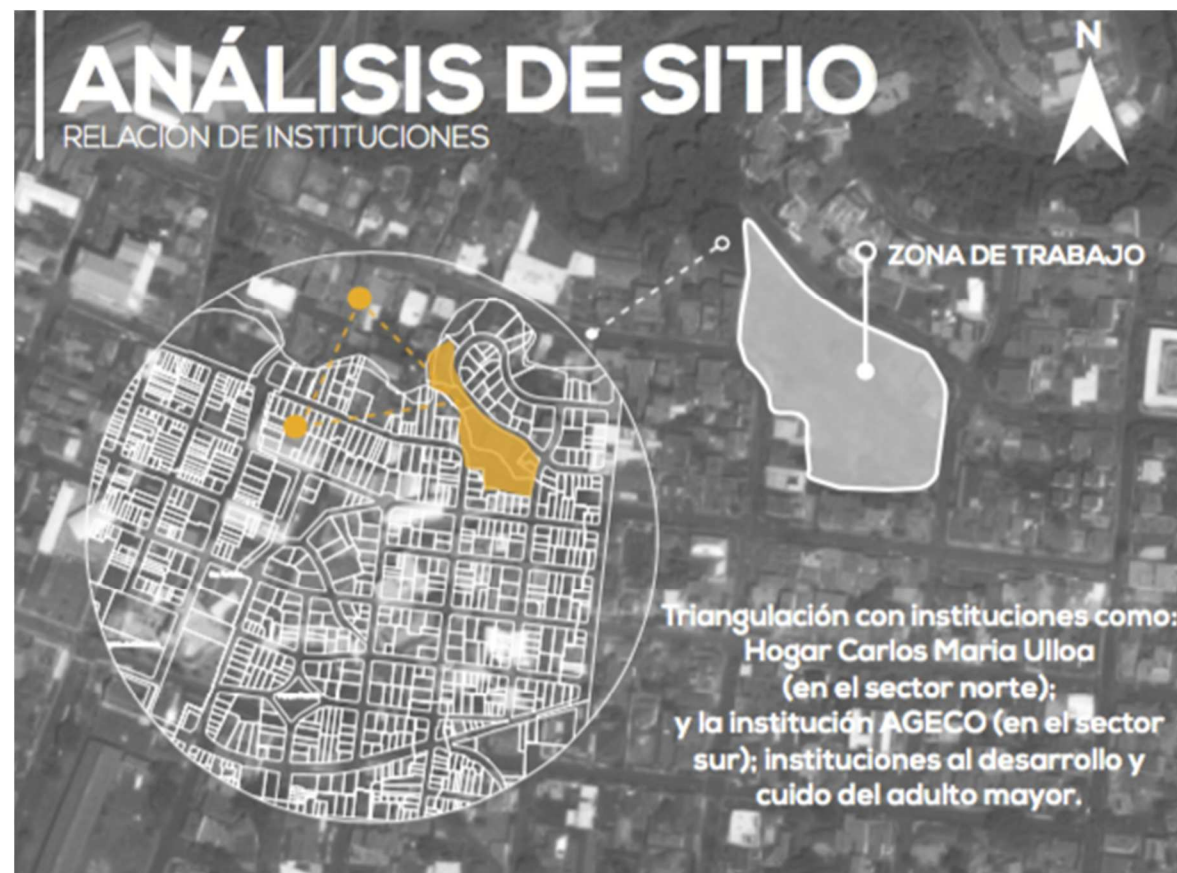 ANÁLISIS DE SITIO
RELACIÓN DE INSTITUCIONES
N
ZONA DE TRABAJO
Triangulación con instituciones como:
Hogar Carlos Maria Ulloa
(en el sector norte);
y la institución AGECO (en el sector
sur); instituciones al desarrollo y
cuido del adulto mayor.